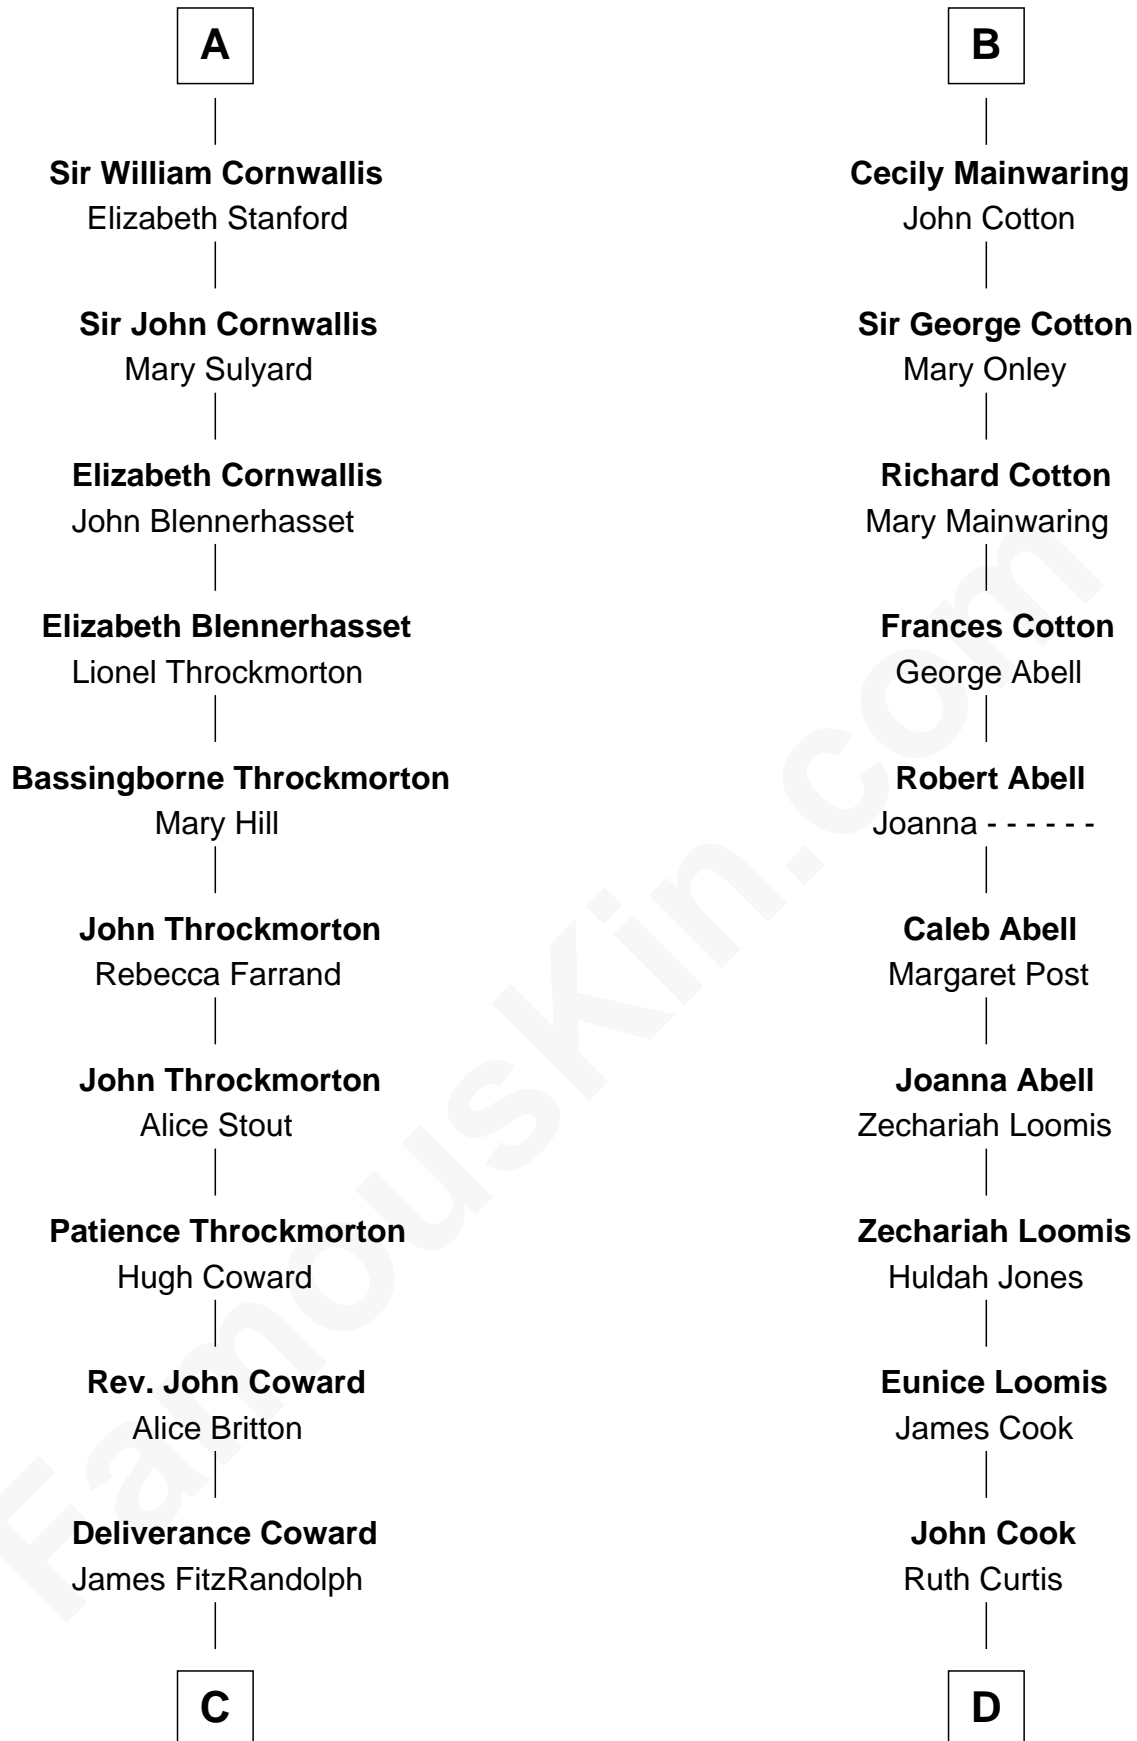 A
Sir William Cornwallis
Elizabeth Stanford
Sir John Cornwallis
Mary Sulyard
Elizabeth Cornwallis
John Blennerhasset
Elizabeth Blennerhasset
Lionel Throckmorton
Bassingborne Throckmorton
Mary Hill
John Throckmorton
Rebecca Farrand
John Throckmorton
Alice Stout
Patience Throckmorton
Hugh Coward
Rev. John Coward
Alice Britton
Deliverance Coward
James FitzRandolph
C
B
Cecily Mainwaring
John Cotton
Sir George Cotton
Mary Onley
Richard Cotton
Mary Mainwaring
Frances Cotton
George Abell
Robert Abell
Joanna - - - - - -
Caleb Abell
Margaret Post
Joanna Abell
Zechariah Loomis
Zechariah Loomis
Huldah Jones
Eunice Loomis
James Cook
John Cook
Ruth Curtis
D
FamousKin.com